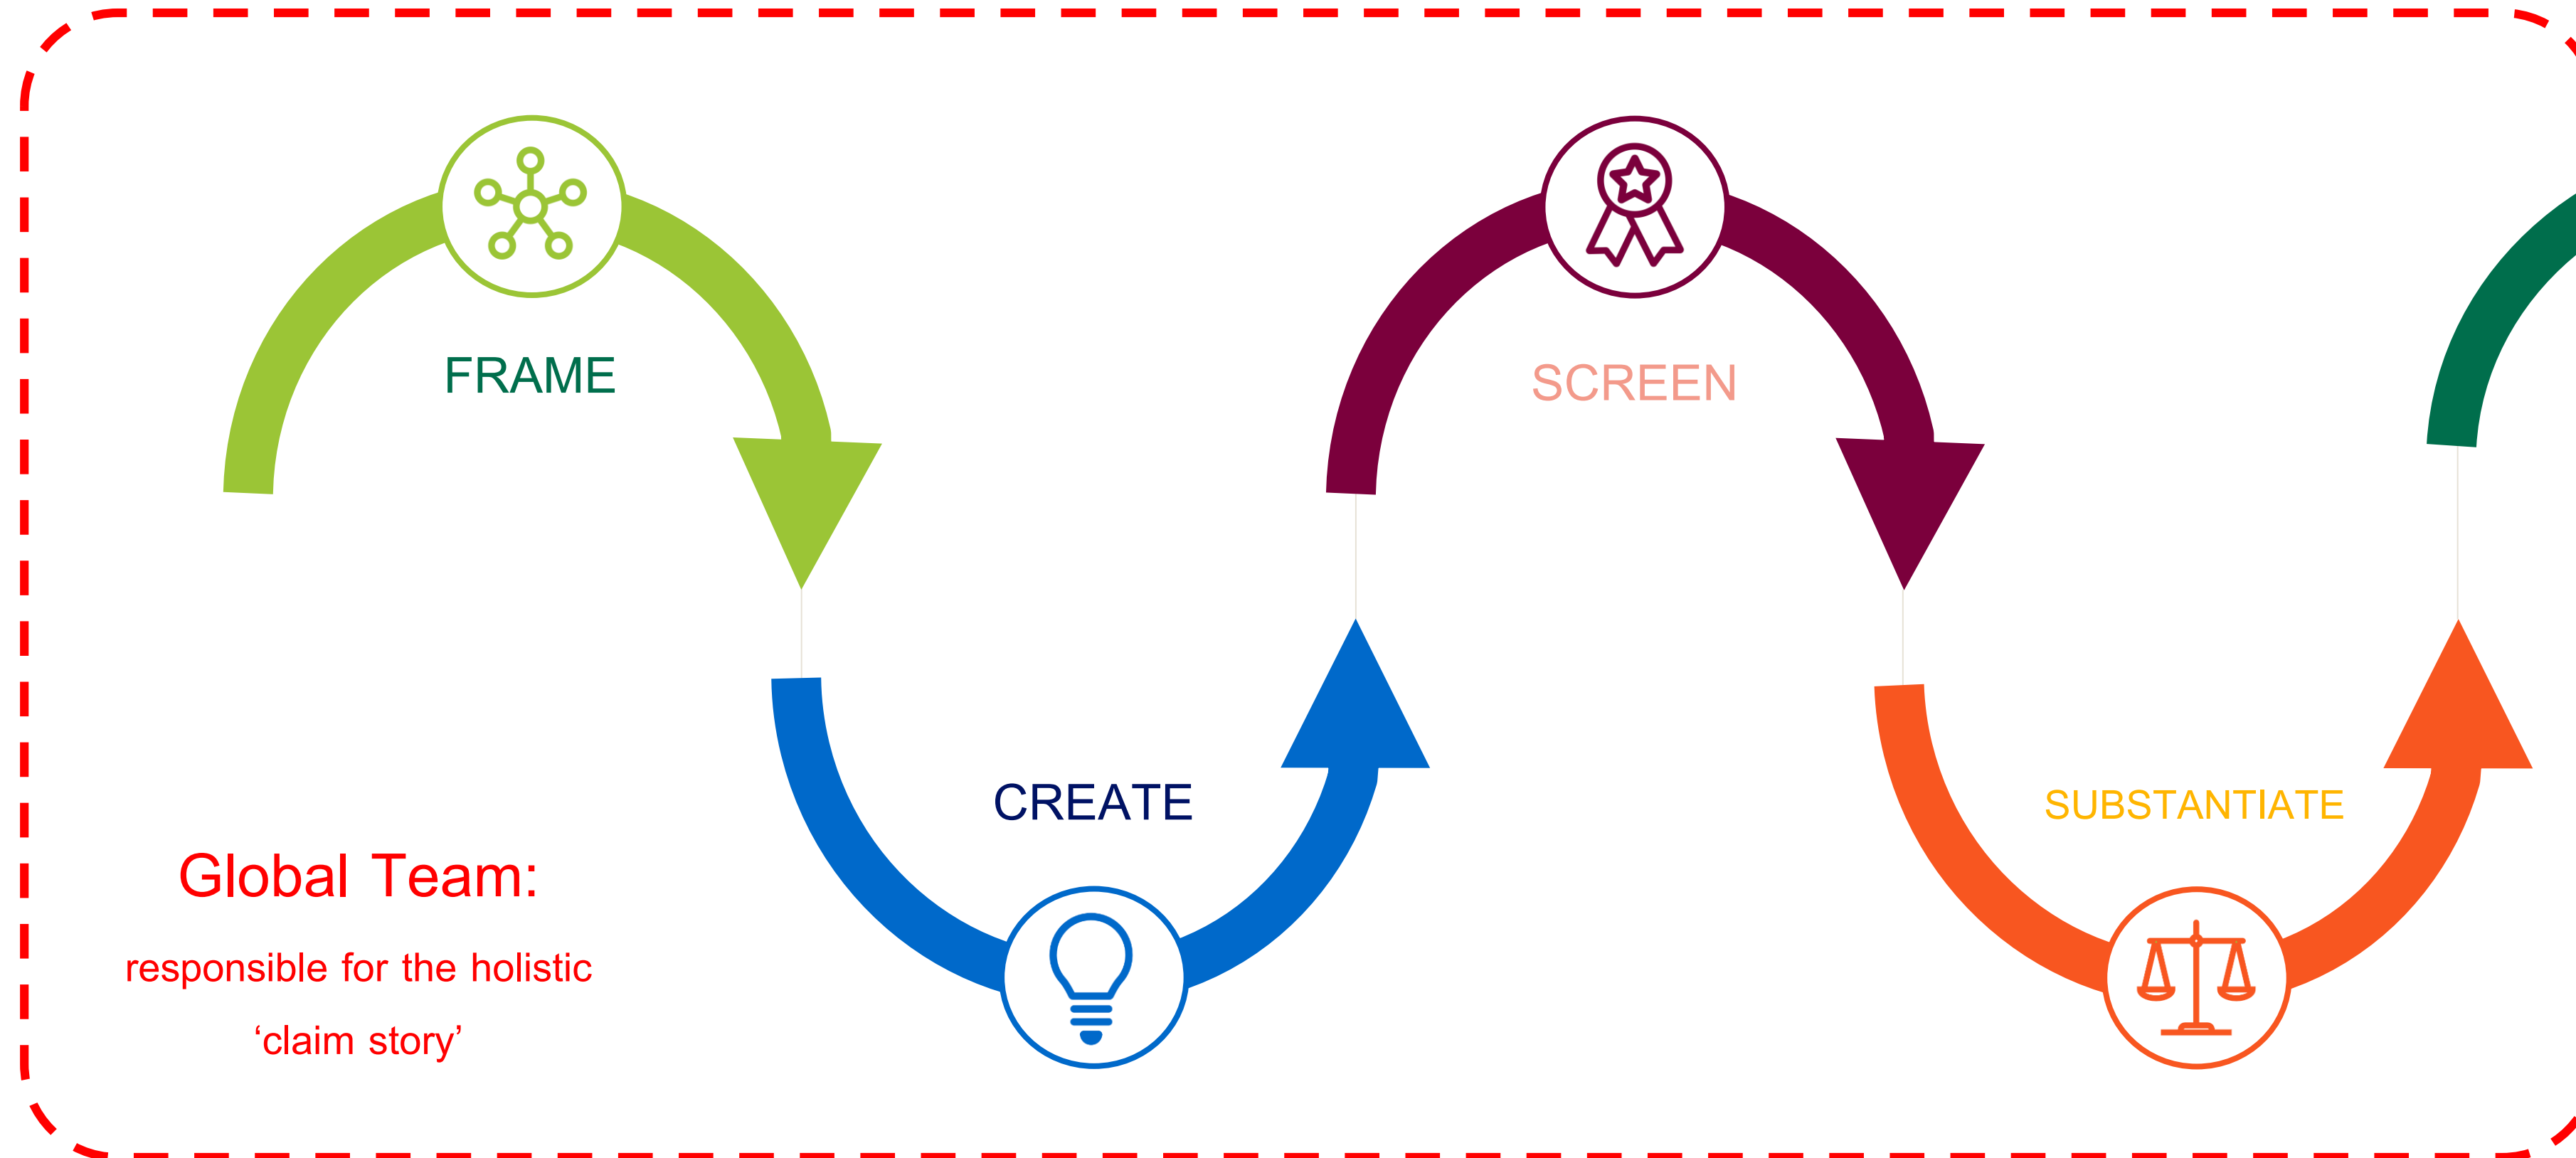 FRAME
SCREEN
CREATE
SUBSTANTIATE
Global Team:
responsible for the holistic
‘claim story’